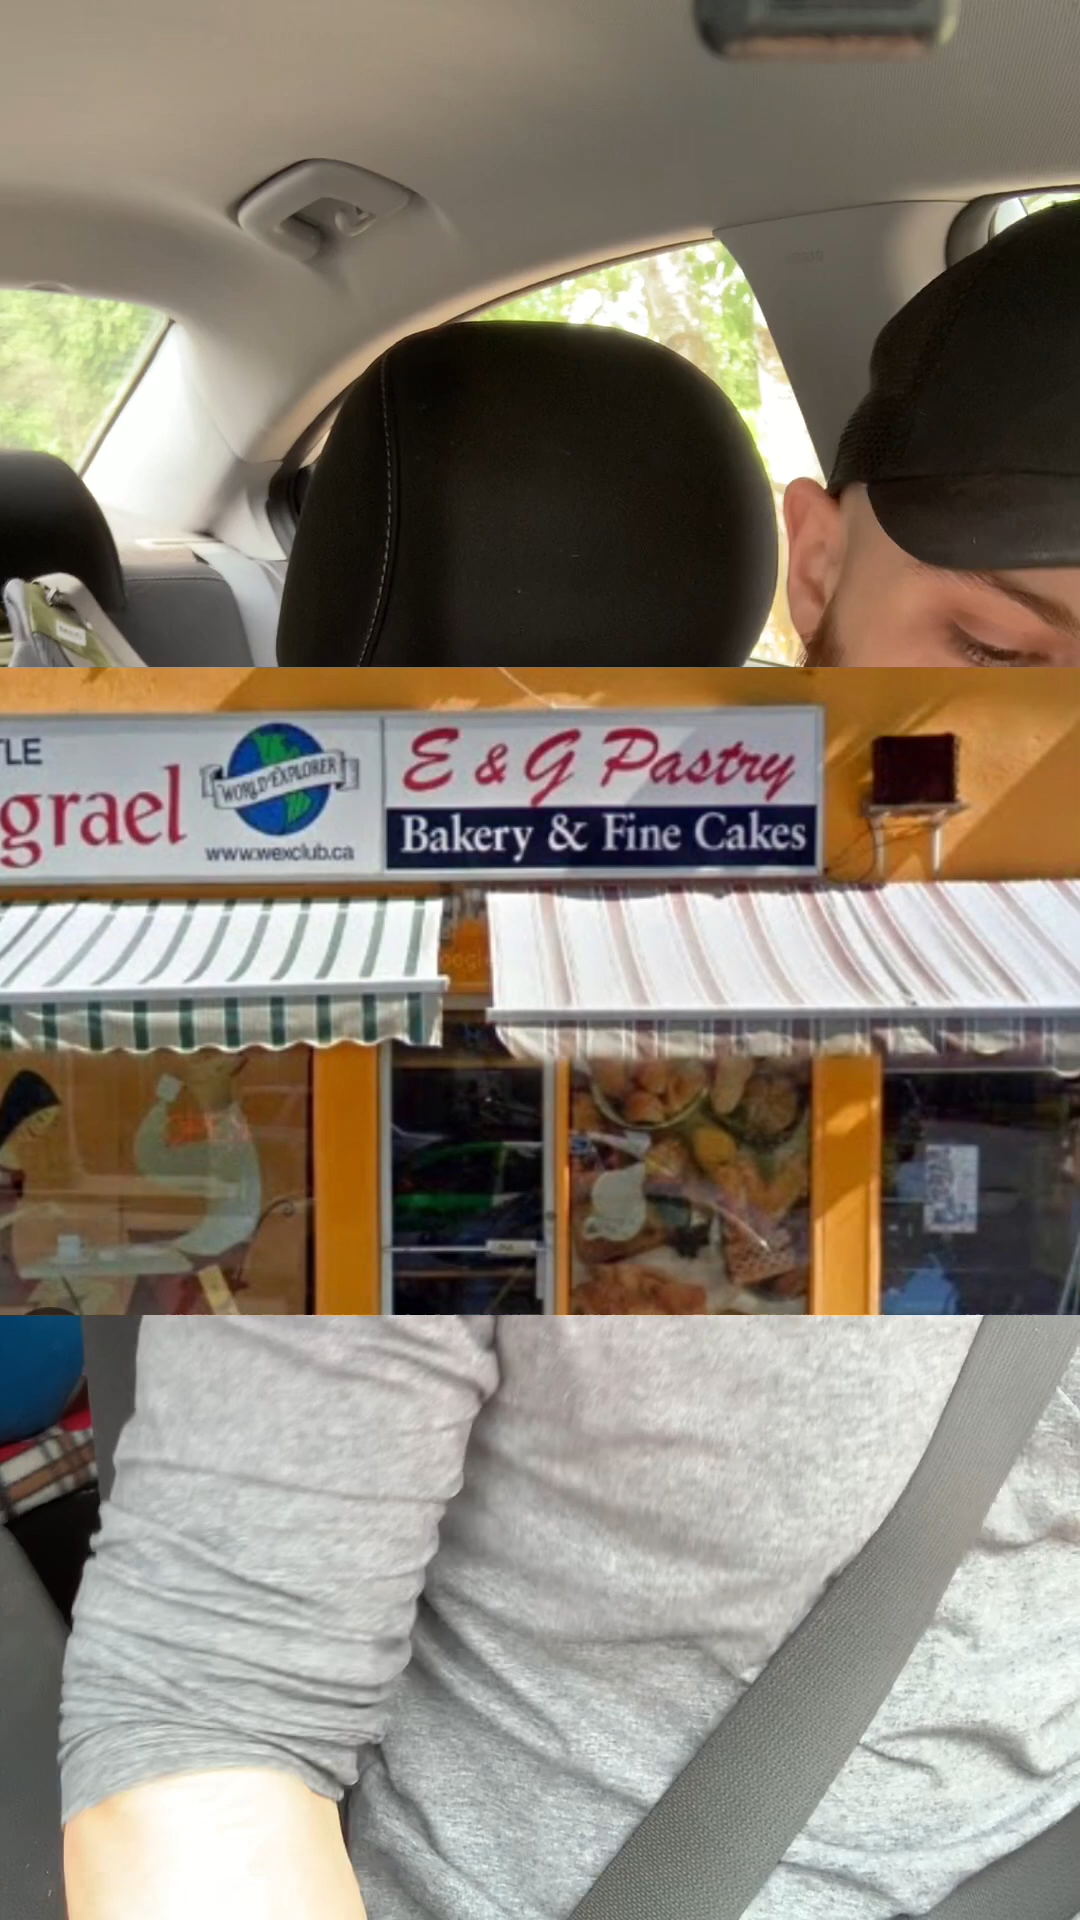 TLE
grael
WORLD EXPLORER
www.wexclub.ca
E & G Pastry
Bakery & Fine Cakes